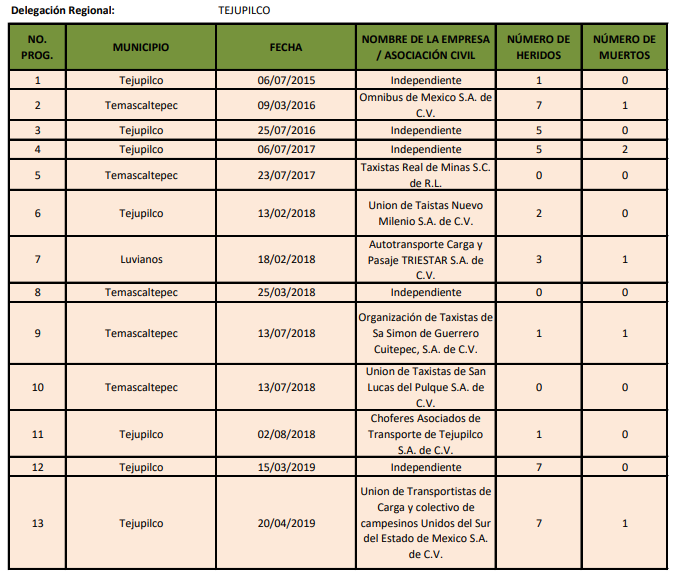 Delegación Regional: TEJUPILCO
NO. PROG. MUNICIPIO FECHA NOMBRE DE LA EMPRESA / ASOCIACIÓN CIVIL NÚMERO DE HERIDOS NÚMERO DE MUERTOS
1 Tejupilco 06/07/2015 Independiente 1 0
2 Temascaltepec 09/03/2016 Omnibus de Mexico S.A. de C.V. 7 1
3 Tejupilco 25/07/2016 Independiente 5 0
4 Tejupilco 06/07/2017 Independiente 5 2
5 Temascaltepec 23/07/2017 Taxistas Real de Minas S.C. de R.L. 0 0
6 Tejupilco 13/02/2018 Union de Taistas Nuevo Milenio S.A. de C.V. 2 0
7 Luvianos 18/02/2018 Autotransporte Carga y Pasaje TRIESTAR S.A. de C.V. 3 1
8 Temascaltepec 25/03/2018 Independiente 0 0
9 Temascaltepec 13/07/2018 Organización de Taxistas de Sa Simon de Guerrero Cuitepec, S.A. de C.V. 1 1
10 Temascaltepec 13/07/2018 Union de Taxistas de San Lucas del Pulque S.A. de C.V. 0 0
11 Tejupilco 02/08/2018 Choferes Asociados de Transporte de Tejupilco S.A. de C.V. 1 0
12 Tejupilco 15/03/2019 Independiente 7 0
13 Tejupilco 20/04/2019 Union de Transportistas de Carga y colectivo de campesinos Unidos del Sur del Estado de Mexico S.A. de C.V. 7 1